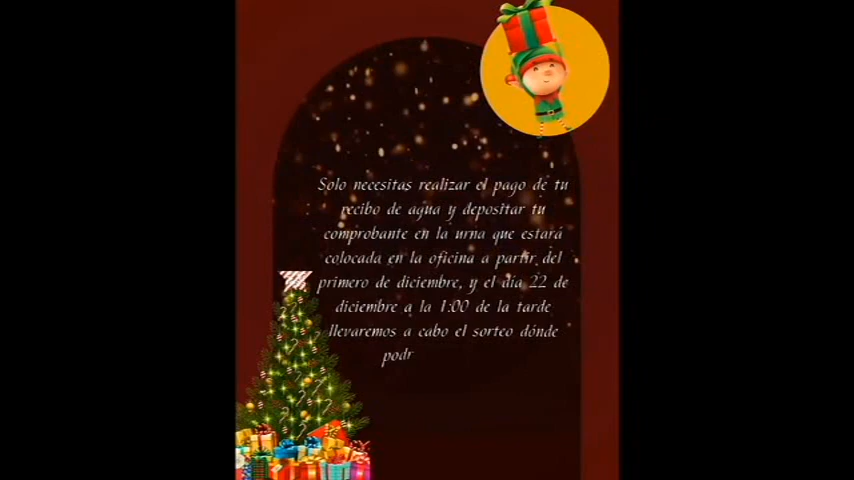 Solo necesitas realizar el pago de tu
recibo de agua y depositar tu
comprobante en la urna que estará
colocada en la oficina a partir del
primero de diciembre, y el día 22 de
diciembre a la 1:00 de la tarde
llevaremos a cabo el sorteo dónde
podr